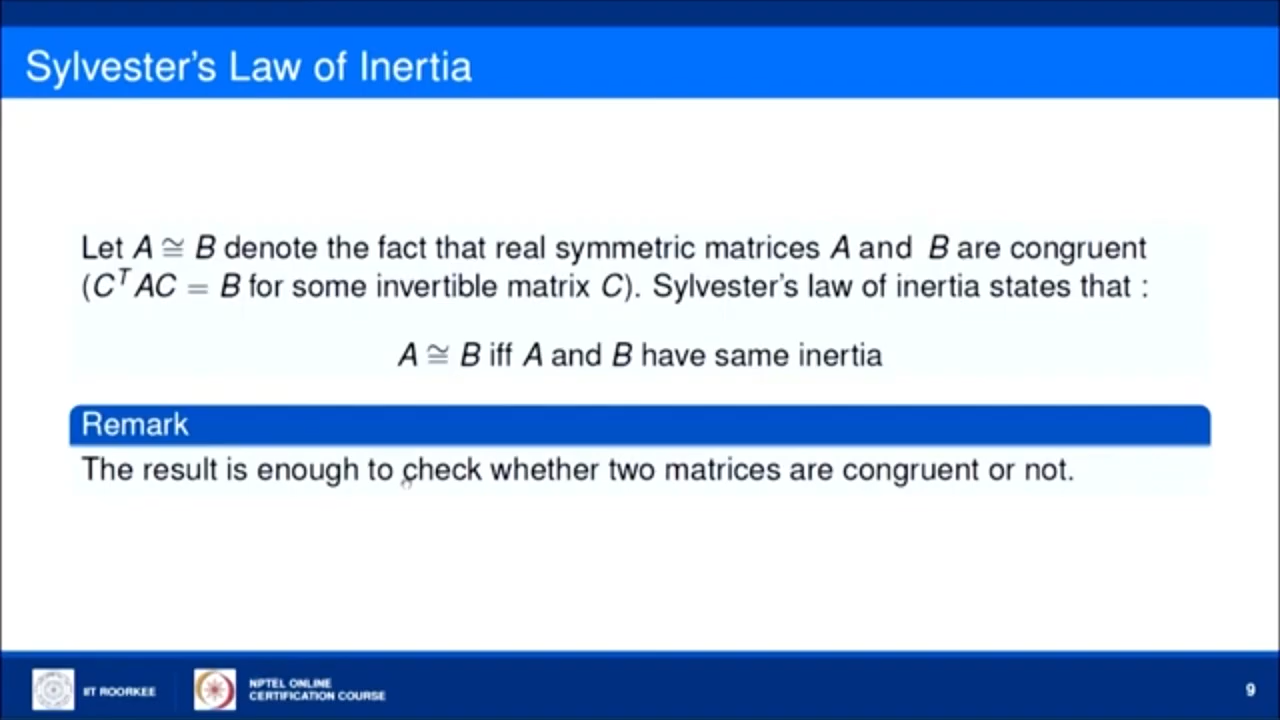 Sylvester's Law of Inertia
Let A ≅ B denote the fact that real symmetric matrices A and B are congruent
(CᵀAC = B for some invertible matrix C). Sylvester's law of inertia states that :
A ≅ B iff A and B have same inertia
Remark
The result is enough to check whether two matrices are congruent or not.
IIT ROORKEE
NPTEL ONLINE
CERTIFICATION COURSE
9